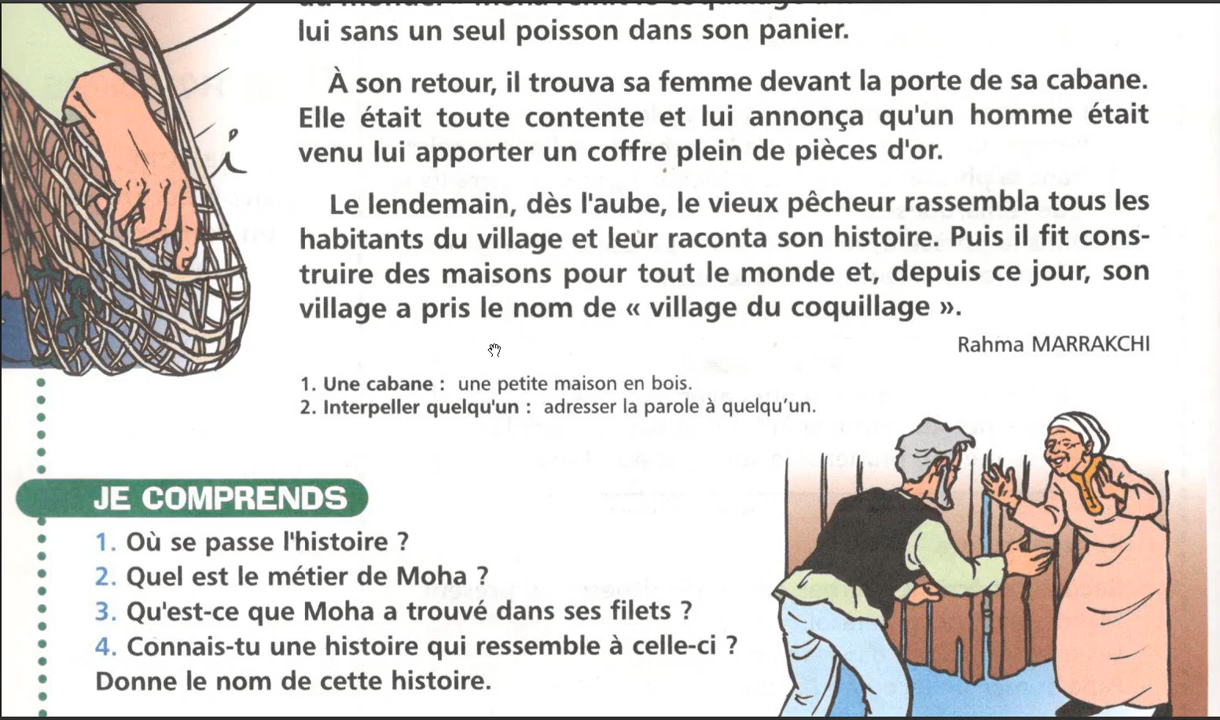 lui sans un seul poisson dans son panier.
À son retour, il trouva sa femme devant la porte de sa cabane.
Elle était toute contente et lui annonça qu'un homme était
venu lui apporter un coffre plein de pièces d'or.
Le lendemain, dès l'aube, le vieux pêcheur rassembla tous les
habitants du village et leur raconta son histoire. Puis il fit cons-
truire des maisons pour tout le monde et, depuis ce jour, son
village a pris le nom de « village du coquillage ».
Rahma MARRAKCHI
1. Une cabane : une petite maison en bois.
2. Interpeller quelqu'un : adresser la parole à quelqu'un.
JE COMPRENDS
1. Où se passe l'histoire ?
2. Quel est le métier de Moha ?
3. Qu'est-ce que Moha a trouvé dans ses filets ?
4. Connais-tu une histoire qui ressemble à celle-ci ?
Donne le nom de cette histoire.